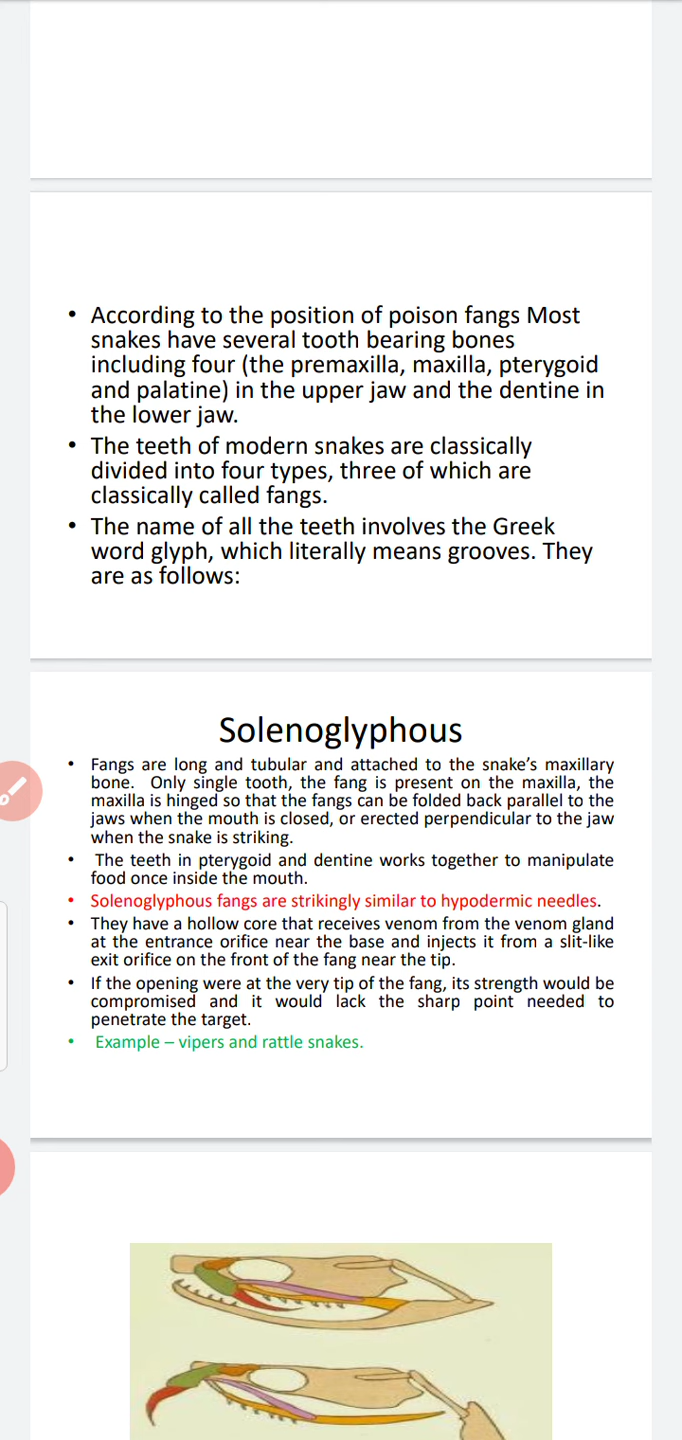 • According to the position of poison fangs Most
snakes have several tooth bearing bones
including four (the premaxilla, maxilla, pterygoid
and palatine) in the upper jaw and the dentine in
the lower jaw.
• The teeth of modern snakes are classically
divided into four types, three of which are
classically called fangs.
• The name of all the teeth involves the Greek
word glyph, which literally means grooves. They
are as follows:
Solenoglyphous
• Fangs are long and tubular and attached to the snake’s maxillary
bone. Only single tooth, the fang is present on the maxilla, the
maxilla is hinged so that the fangs can be folded back parallel to the
jaws when the mouth is closed, or erected perpendicular to the jaw
when the snake is striking.
• The teeth in pterygoid and dentine works together to manipulate
food once inside the mouth.
• Solenoglyphous fangs are strikingly similar to hypodermic needles.
• They have a hollow core that receives venom from the venom gland
at the entrance orifice near the base and injects it from a slit-like
exit orifice on the front of the fang near the tip.
• If the opening were at the very tip of the fang, its strength would be
compromised and it would lack the sharp point needed to
penetrate the target.
• Example – vipers and rattle snakes.